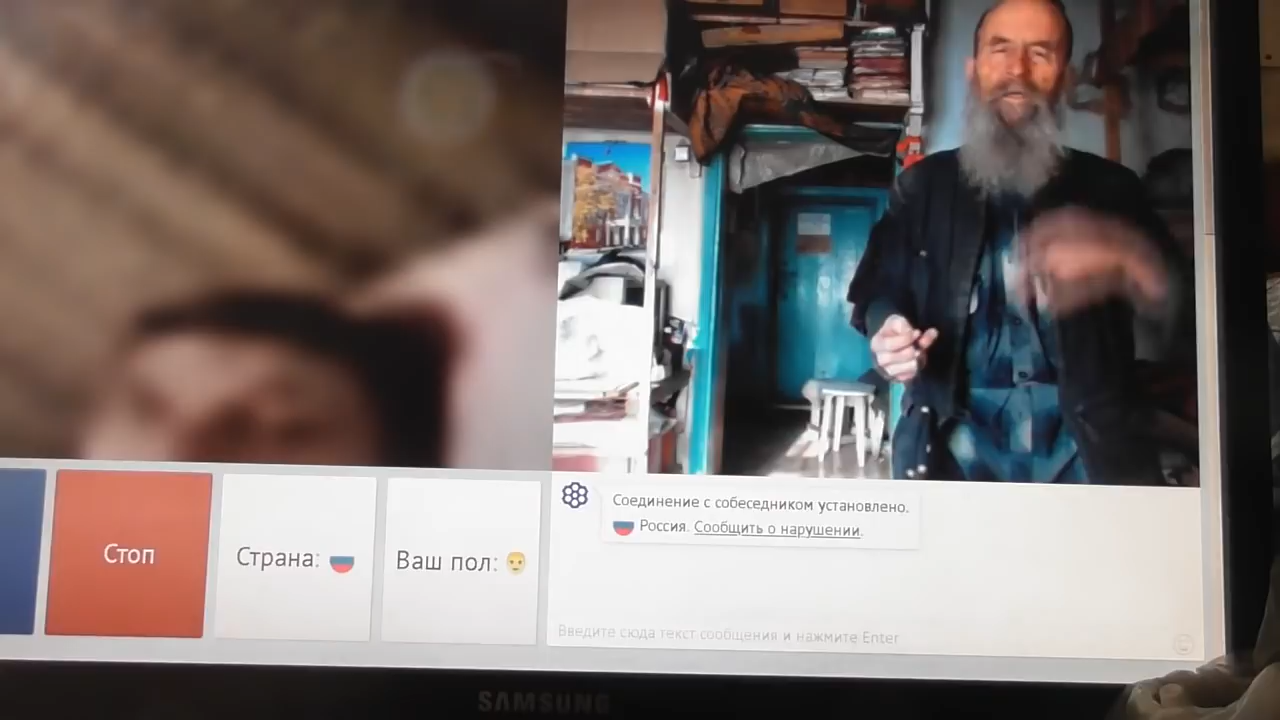 Соединение с собеседником установлено.
Россия. Сообщить о нарушении.
Стоп
Страна:
Ваш пол:
Введите сюда текст сообщения и нажмите Enter
SAMSUNG